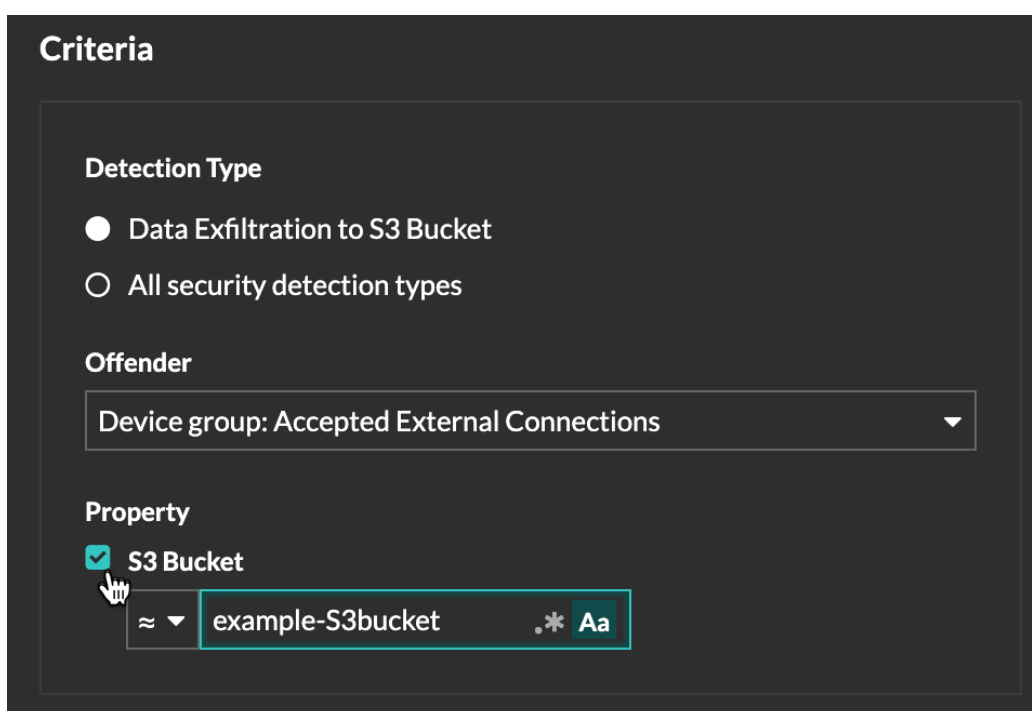 Criteria
Detection Type
Data Exfiltration to S3 Bucket
All security detection types
Offender
Device group: Accepted External Connections
Property
S3 Bucket
≈ example-S3bucket .* Aa